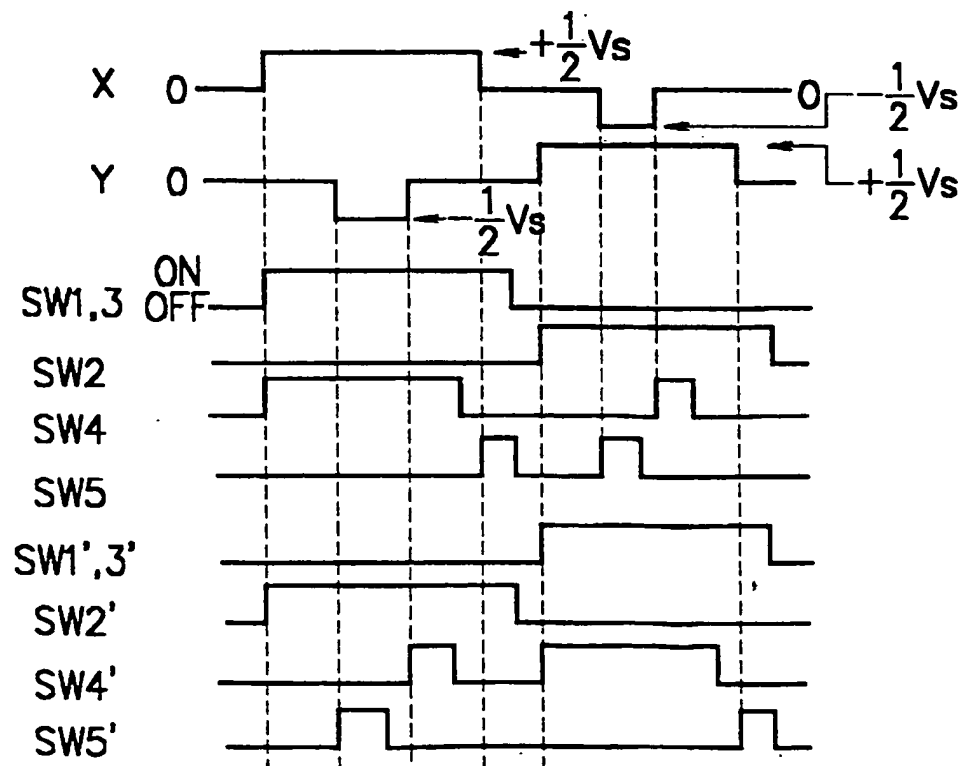 +1/2Vs
X 0
0 -1/2Vs
Y 0
-1/2Vs
+1/2Vs
ON
SW1,3 OFF
SW2
SW4
SW5
SW1',3'
SW2'
SW4'
SW5'